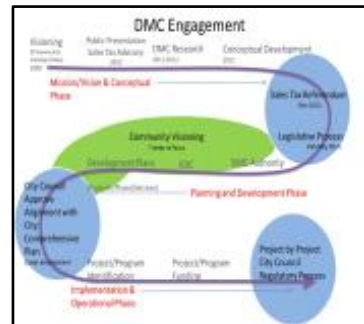 DMC Engagement
Visioning
Public Presentation
Sales Tax Advisory
DMC Research
Conceptual Development
Mission/Vision & Conceptual
Phase
Sales Tax Referendum
Legislative Process
Community Visioning
Development Plans
EDC
DMC Authority
Planning and Development Phase
City Council
Approve
Alignment with
City
Comprehensive
Plan
Project/Program
Identification
Project/Program
Funding
Project by Project
City Council
Regulatory Process
Implementation &
Operational Phase